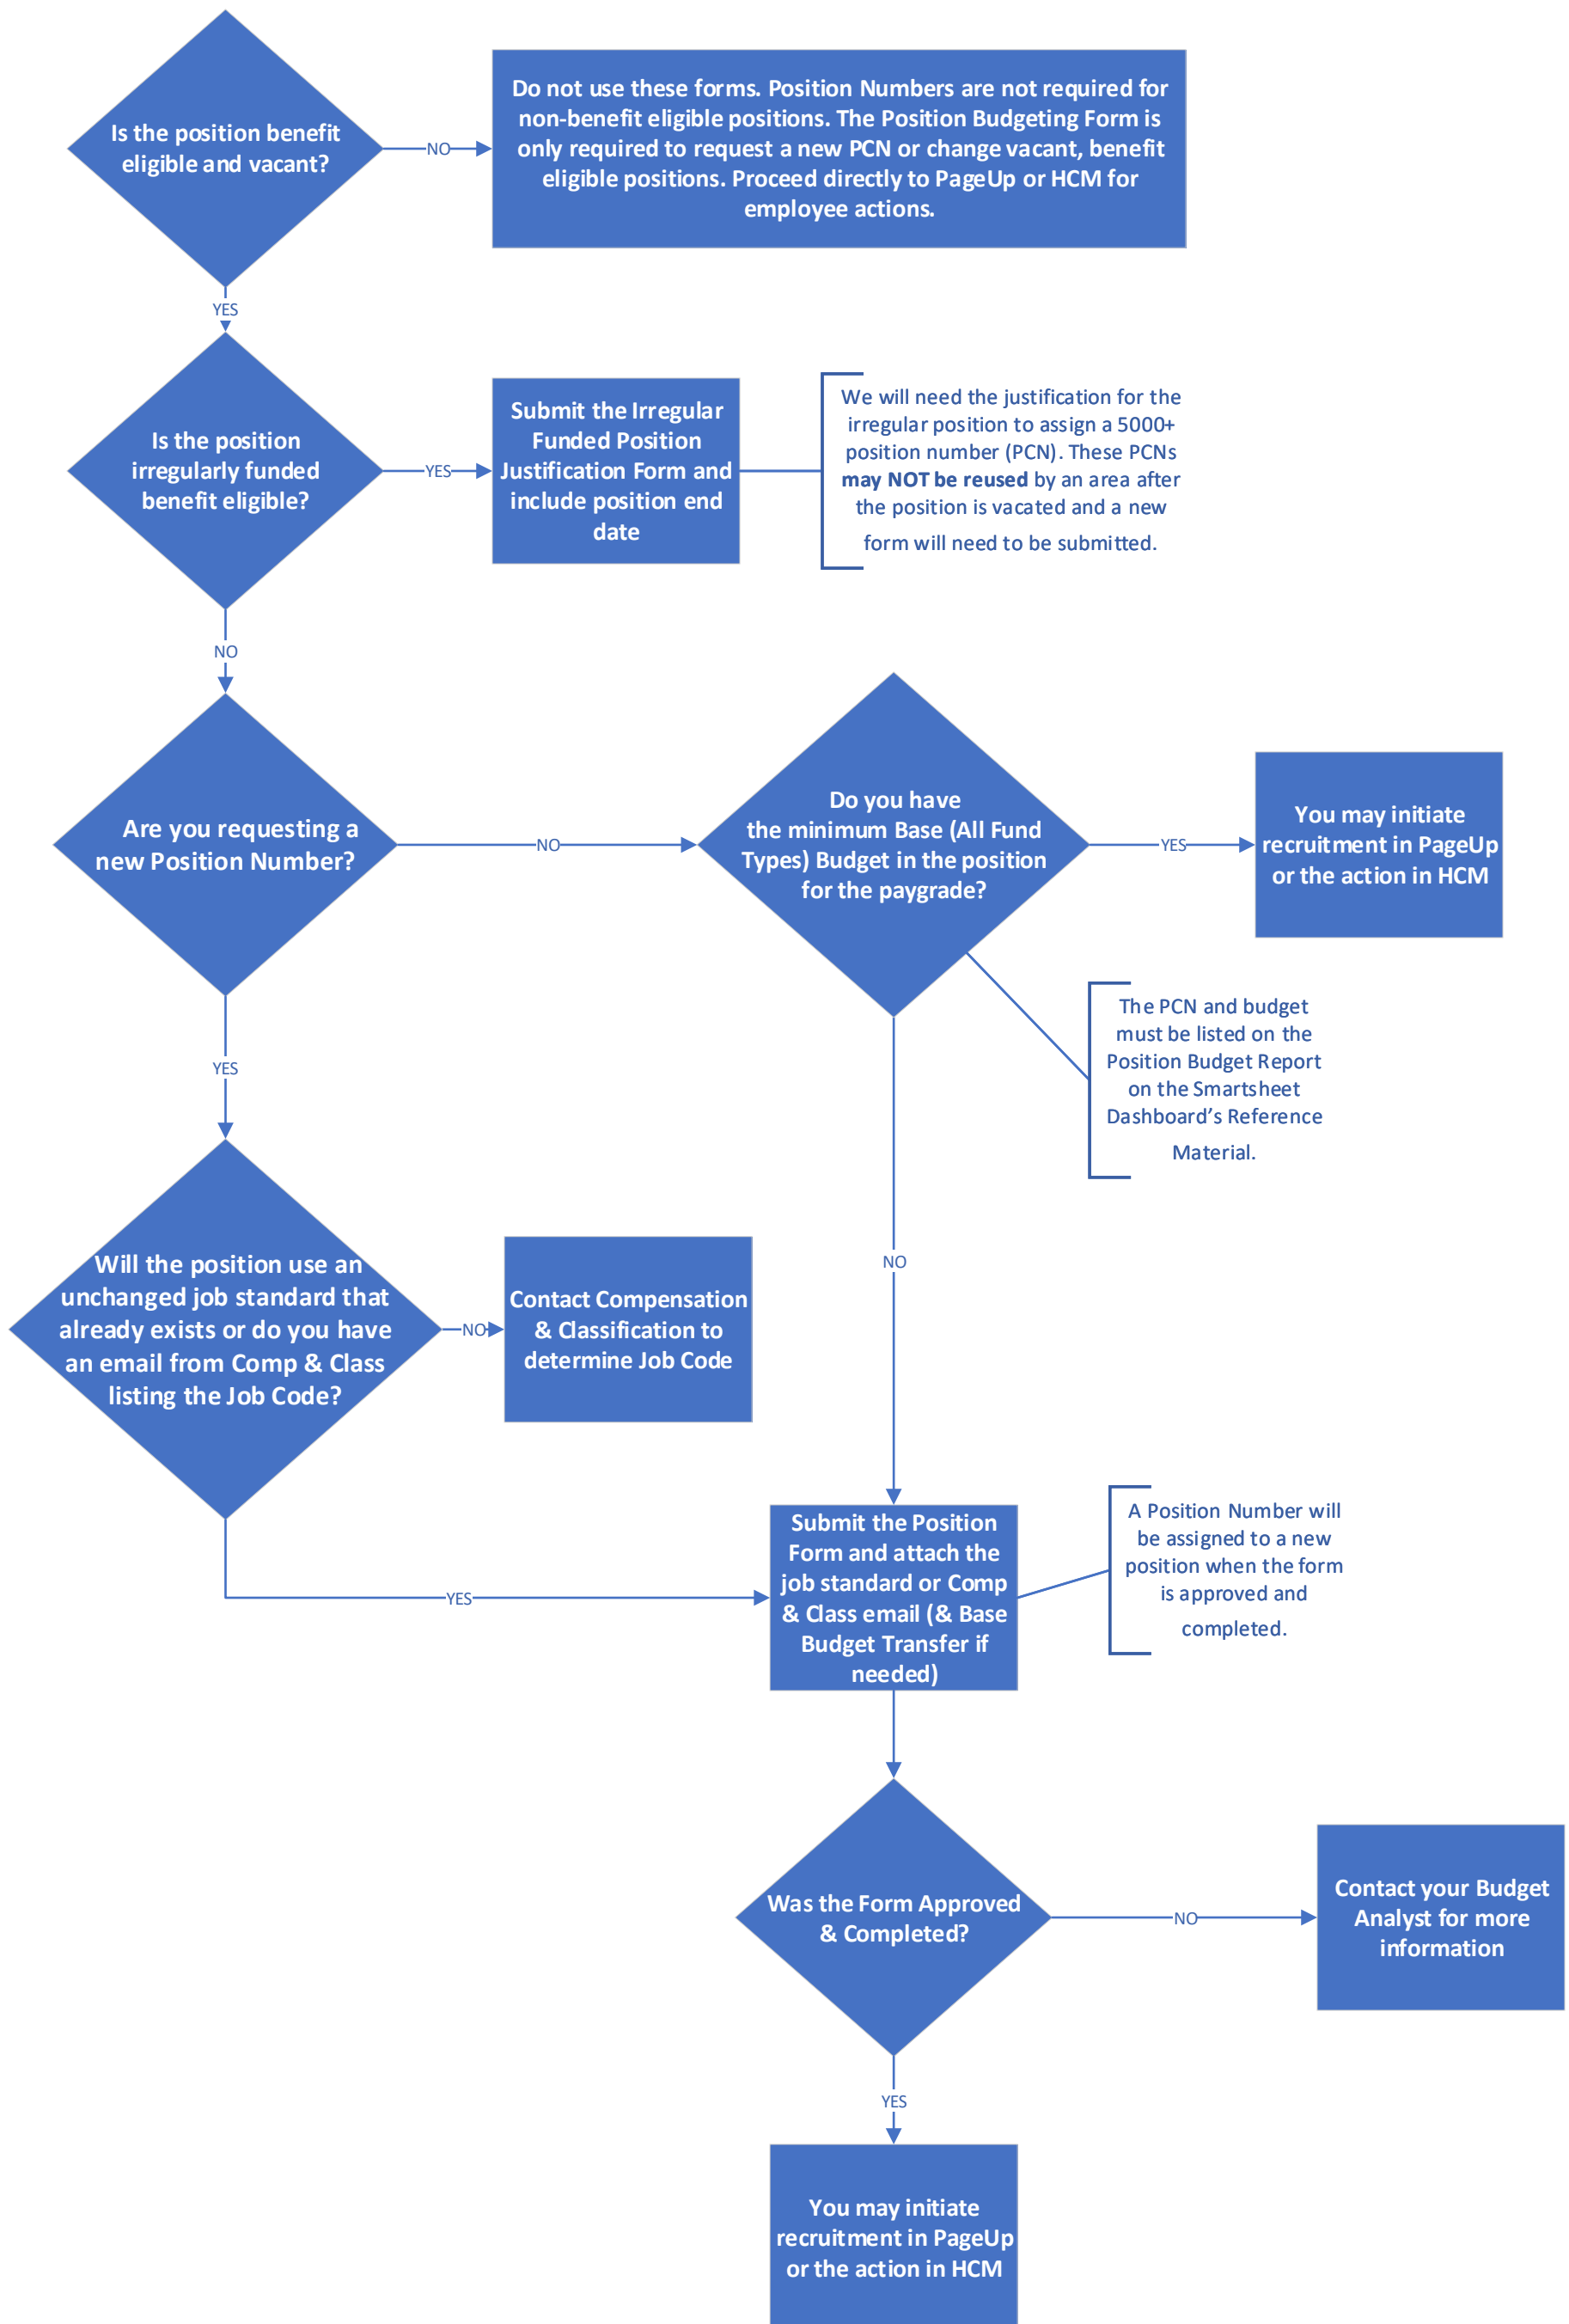 Is the position benefit
eligible and vacant?
NO
Do not use these forms. Position Numbers are not required for
non-benefit eligible positions. The Position Budgeting Form is
only required to request a new PCN or change vacant, benefit
eligible positions. Proceed directly to PageUp or HCM for
employee actions.
YES
Is the position
irregularly funded
benefit eligible?
YES
Submit the Irregular
Funded Position
Justification Form and
include position end
date
We will need the justification for the
irregular position to assign a 5000+
position number (PCN). These PCNs
may NOT be reused by an area after
the position is vacated and a new
form will need to be submitted.
NO
Are you requesting a
new Position Number?
NO
Do you have
the minimum Base (All Fund
Types) Budget in the position
for the paygrade?
YES
You may initiate
recruitment in PageUp
or the action in HCM
The PCN and budget
must be listed on the
Position Budget Report
on the Smartsheet
Dashboard's Reference
Material.
YES
NO
Will the position use an
unchanged job standard that
already exists or do you have
an email from Comp & Class
listing the Job Code?
NO
Contact Compensation
& Classification to
determine Job Code
YES
Submit the Position
Form and attach the
job standard or Comp
& Class email (& Base
Budget Transfer if
needed)
A Position Number will
be assigned to a new
position when the form
is approved and
completed.
Was the Form Approved
& Completed?
NO
Contact your Budget
Analyst for more
information
YES
You may initiate
recruitment in PageUp
or the action in HCM